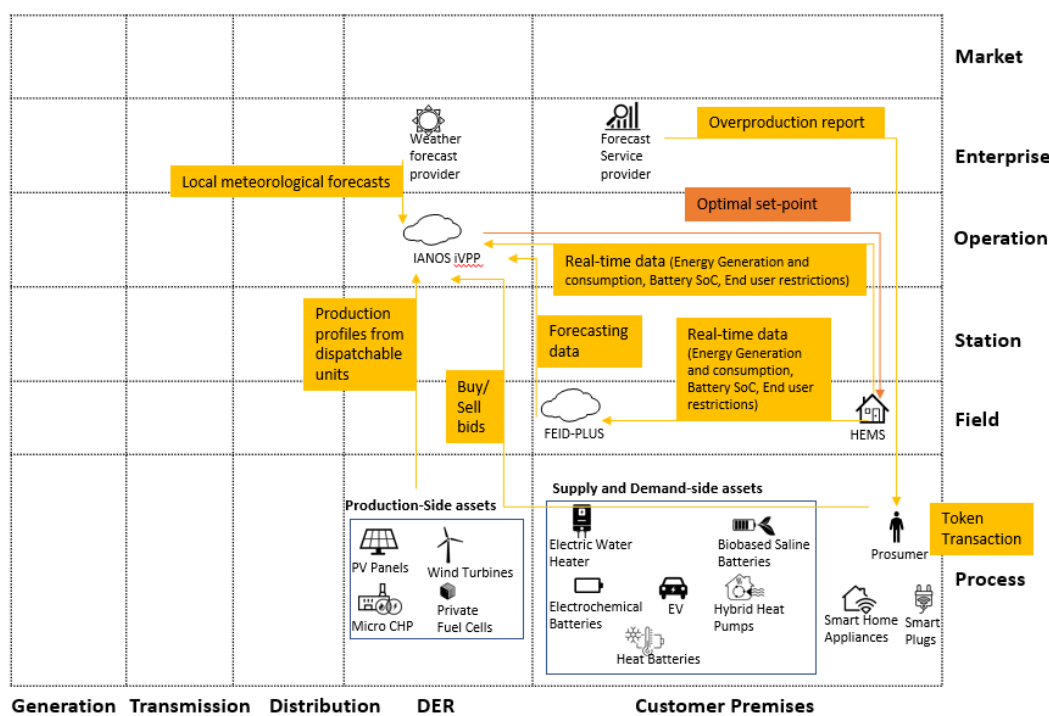 Market
Weather
forecast
provider
Forecast
Service
provider
Overproduction report
Enterprise
Local meteorological forecasts
Optimal set-point
Operation
IANOS iVPP
Real-time data (Energy Generation and
consumption, Battery SoC, End user restrictions)
Production
profiles from
dispatchable
units
Forecasting
data
Real-time data
(Energy Generation
and consumption,
Battery SoC, End user
restrictions)
Station
Buy/
Sell
bids
FEID-PLUS
HEMS
Field
Production-Side assets
PV Panels
Wind Turbines
Micro CHP
Private
Fuel Cells
Supply and Demand-side assets
Electric Water
Heater
Biobased Saline
Batteries
Electrochemical
Batteries
EV
Hybrid Heat
Pumps
Heat Batteries
Prosumer
Token
Transaction
Process
Smart Home
Appliances
Smart
Plugs
Generation
Transmission
Distribution
DER
Customer Premises